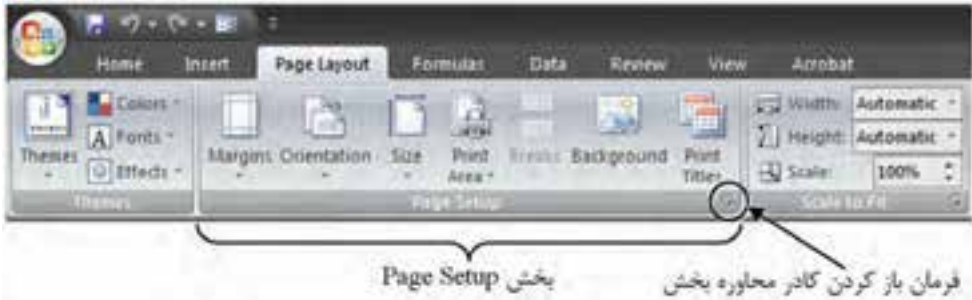 Home Insert Page Layout Formulas Data Review View Acrobat
Themes
Colors
Fonts
Effects
Themes
Margins
Orientation
Size
Print
Area
Breaks
Background
Print
Titles
Page Setup
Width: Automatic
Height: Automatic
Scale: 100%
Scale to Fit
بخش Page Setup
فرمان باز کردن کادر محاوره بخش